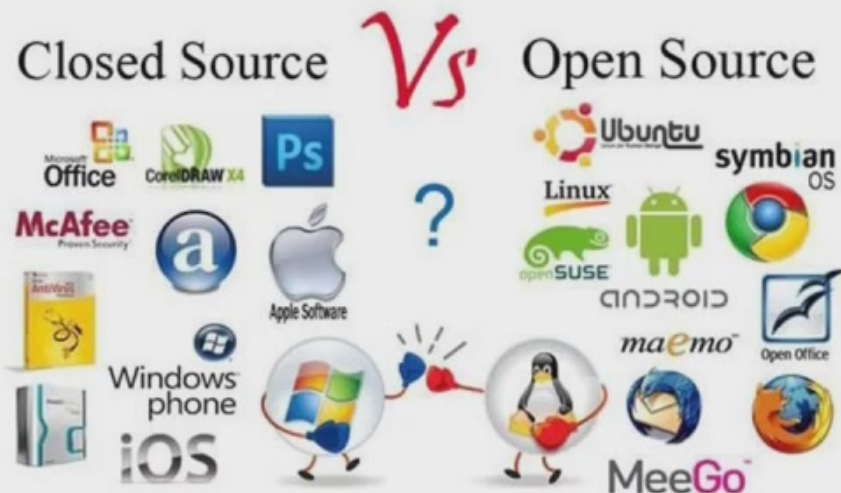 Closed Source
Vs
Open Source
Microsoft
Office
CorelDRAW X4
Ps
McAfee
Proven Security
a
Apple Software
AntiVirus
Windows
phone
iOS
?
Ubuntu
symbian
OS
Linux
openSUSE
ANDROID
maemo
Open Office
MeeGo